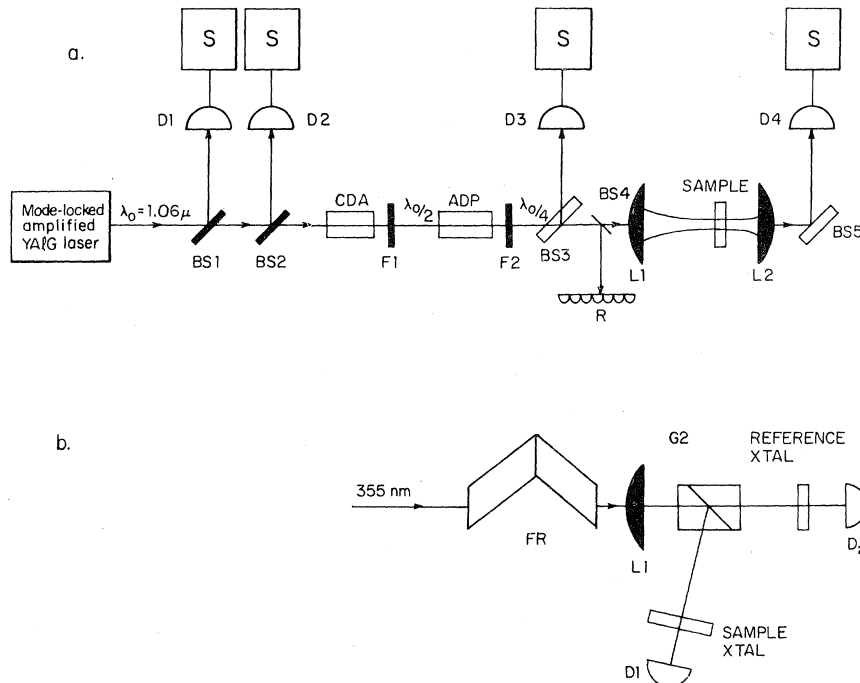 a.
S S S S
D1 D2 D3 D4
Mode-locked
amplified
YAℓG laser
λ₀ = 1.06μ
BS1
BS2
CDA
F1
λ₀/2
ADP
F2
λ₀/4
BS3
BS4
R
L1
SAMPLE
L2
BS5
b.
355 nm
FR
L1
G2
REFERENCE
XTAL
D₂
SAMPLE
XTAL
D1